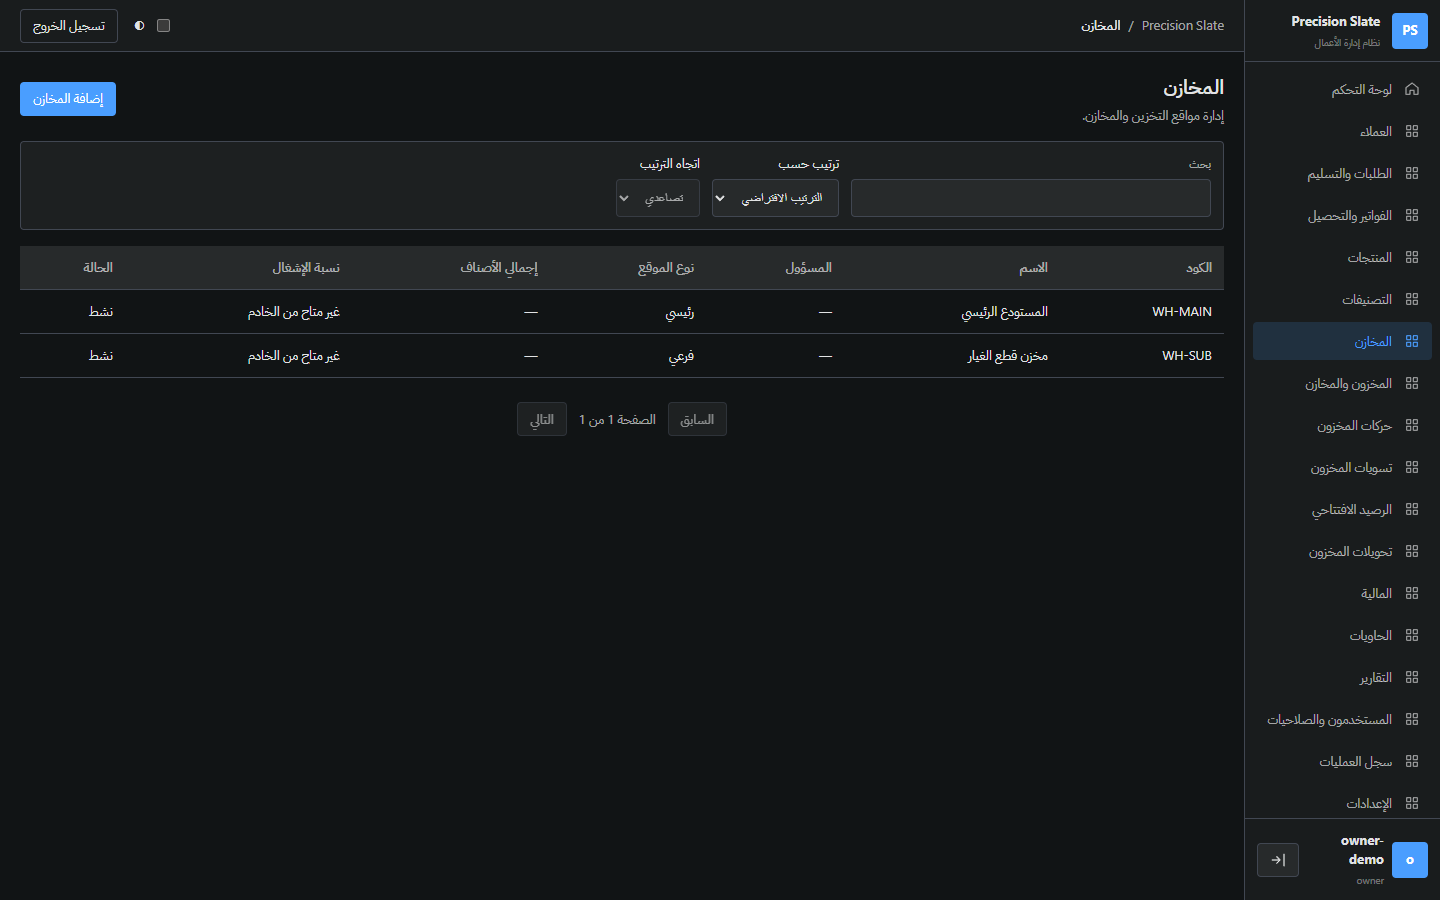 PS
Precision Slate
نظام إدارة الأعمال
لوحة التحكم
العملاء
الطلبات والتسليم
الفواتير والتحصيل
المنتجات
التصنيفات
المخازن
المخزون والمخازن
حركات المخزون
تسويات المخزون
الرصيد الافتتاحي
تحويلات المخزون
المالية
الحاويات
التقارير
المستخدمون والصلاحيات
سجل العمليات
الإعدادات
o
owner-
demo
owner
Precision Slate / المخازن
تسجيل الخروج
المخازن
إدارة مواقع التخزين والمخازن.
إضافة المخازن
بحث
ترتيب حسب
اتجاه الترتيب
الترتيب الافتراضي
تصاعدي
الكود الاسم المسؤول نوع الموقع إجمالي الأصناف نسبة الإشغال الحالة
WH-MAIN المستودع الرئيسي — رئيسي — غير متاح من الخادم نشط
WH-SUB مخزن قطع الغيار — فرعي — غير متاح من الخادم نشط
السابق الصفحة 1 من 1 التالي